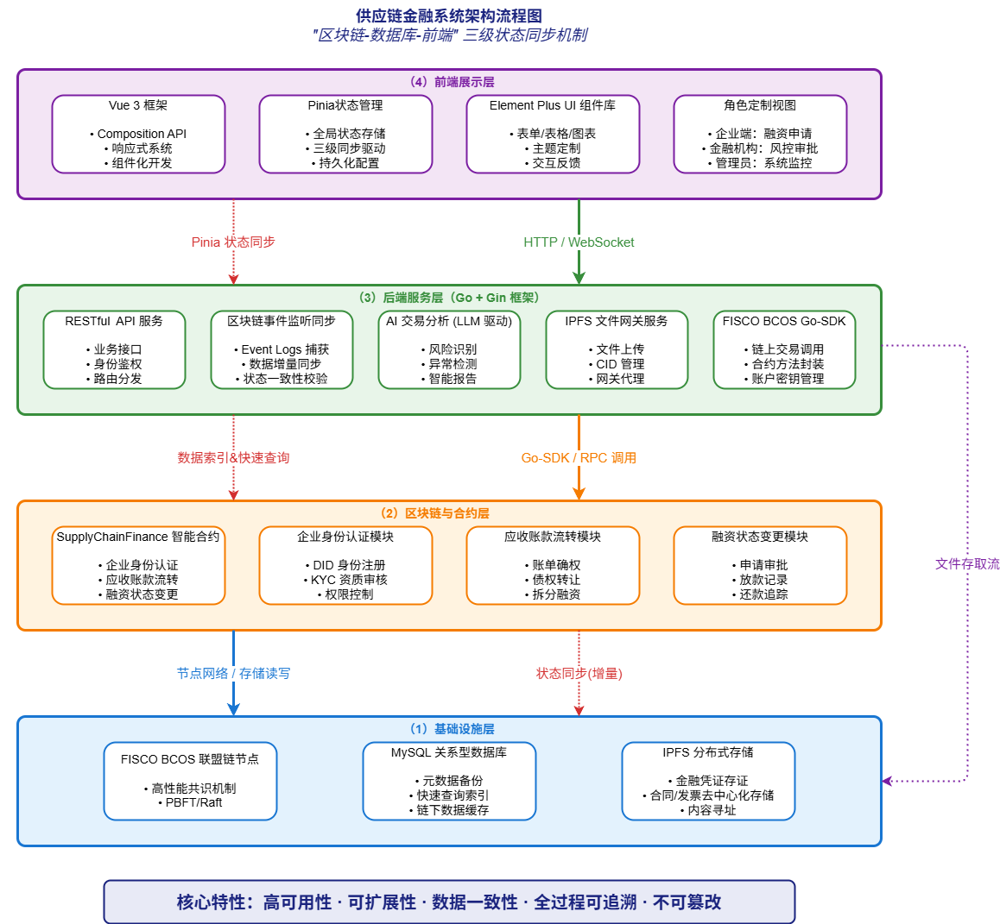 供应链金融系统架构流程图
"区块链-数据库-前端" 三级状态同步机制
（4）前端展示层
Vue 3 框架
• Composition API
• 响应式系统
• 组件化开发
Pinia状态管理
• 全局状态存储
• 三级同步驱动
• 持久化配置
Element Plus UI 组件库
• 表单/表格/图表
• 主题定制
• 交互反馈
角色定制视图
• 企业端：融资申请
• 金融机构：风控审批
• 管理员：系统监控
Pinia 状态同步
HTTP / WebSocket
（3）后端服务层（Go + Gin 框架）
RESTful API 服务
• 业务接口
• 身份鉴权
• 路由分发
区块链事件监听同步
• Event Logs 捕获
• 数据增量同步
• 状态一致性校验
AI 交易分析 (LLM 驱动)
• 风险识别
• 异常检测
• 智能报告
IPFS 文件网关服务
• 文件上传
• CID 管理
• 网关代理
FISCO BCOS Go-SDK
• 链上交易调用
• 合约方法封装
• 账户密钥管理
数据索引&快速查询
Go-SDK / RPC 调用
文件存取流
（2）区块链与合约层
SupplyChainFinance 智能合约
• 企业身份认证
• 应收账款流转
• 融资状态变更
企业身份认证模块
• DID 身份注册
• KYC 资质审核
• 权限控制
应收账款流转模块
• 账单确权
• 债权转让
• 拆分融资
融资状态变更模块
• 申请审批
• 放款记录
• 还款追踪
节点网络 / 存储读写
状态同步(增量)
（1）基础设施层
FISCO BCOS 联盟链节点
• 高性能共识机制
• PBFT/Raft
MySQL 关系型数据库
• 元数据备份
• 快速查询索引
• 链下数据缓存
IPFS 分布式存储
• 金融凭证存证
• 合同/发票去中心化存储
• 内容寻址
核心特性：高可用性 · 可扩展性 · 数据一致性 · 全过程可追溯 · 不可篡改